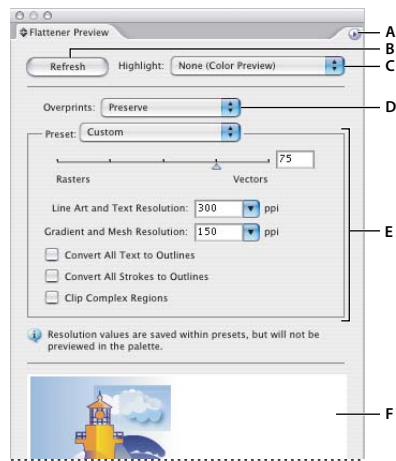 Flattener Preview
A
B
Refresh Highlight: None (Color Preview) C
Overprints: Preserve D
Preset: Custom
75
Rasters Vectors
Line Art and Text Resolution: 300 ppi
Gradient and Mesh Resolution: 150 ppi E
Convert All Text to Outlines
Convert All Strokes to Outlines
Clip Complex Regions
Resolution values are saved within presets, but will not be
previewed in the palette.
F